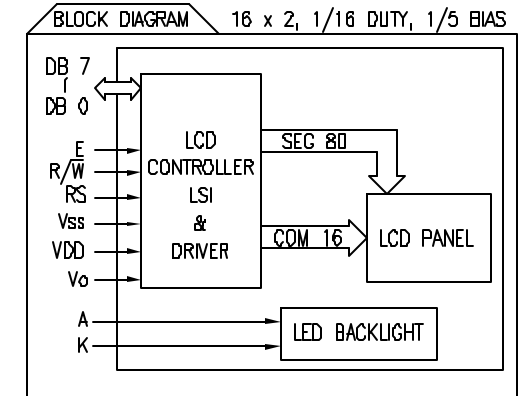 BLOCK DIAGRAM 16 x 2, 1/16 DUTY, 1/5 BIAS
DB 7
DB 0
E
R/W̅
RS
Vss
VDD
Vo
A
K
LCD
CONTROLLER
LSI
&
DRIVER
SEG 80
COM 16
LCD PANEL
LED BACKLIGHT